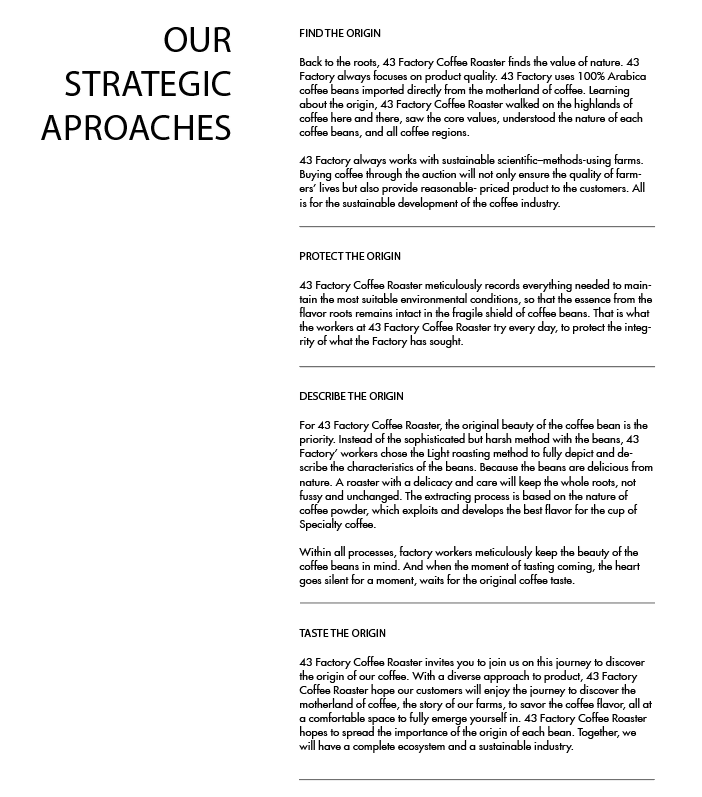 OUR
STRATEGIC
APROACHES
FIND THE ORIGIN
Back to the roots, 43 Factory Coffee Roaster finds the value of nature. 43
Factory always focuses on product quality. 43 Factory uses 100% Arabica
coffee beans imported directly from the motherland of coffee. Learning
about the origin, 43 Factory Coffee Roaster walked on the highlands of
coffee here and there, saw the core values, understood the nature of each
coffee beans, and all coffee regions.
43 Factory always works with sustainable scientific–methods-using farms.
Buying coffee through the auction will not only ensure the quality of farm-
ers’ lives but also provide reasonable- priced product to the customers. All
is for the sustainable development of the coffee industry.
PROTECT THE ORIGIN
43 Factory Coffee Roaster meticulously records everything needed to main-
tain the most suitable environmental conditions, so that the essence from the
flavor roots remains intact in the fragile shield of coffee beans. That is what
the workers at 43 Factory Coffee Roaster try every day, to protect the integ-
rity of what the Factory has sought.
DESCRIBE THE ORIGIN
For 43 Factory Coffee Roaster, the original beauty of the coffee bean is the
priority. Instead of the sophisticated but harsh method with the beans, 43
Factory’ workers chose the Light roasting method to fully depict and de-
scribe the characteristics of the beans. Because the beans are delicious from
nature. A roaster with a delicacy and care will keep the whole roots, not
fussy and unchanged. The extracting process is based on the nature of
coffee powder, which exploits and develops the best flavor for the cup of
Specialty coffee.
Within all processes, factory workers meticulously keep the beauty of the
coffee beans in mind. And when the moment of tasting coming, the heart
goes silent for a moment, waits for the original coffee taste.
TASTE THE ORIGIN
43 Factory Coffee Roaster invites you to join us on this journey to discover
the origin of our coffee. With a diverse approach to product, 43 Factory
Coffee Roaster hope our customers will enjoy the journey to discover the
motherland of coffee, the story of our farms, to savor the coffee flavor, all at
a comfortable space to fully emerge yourself in. 43 Factory Coffee Roaster
hopes to spread the importance of the origin of each bean. Together, we
will have a complete ecosystem and a sustainable industry.